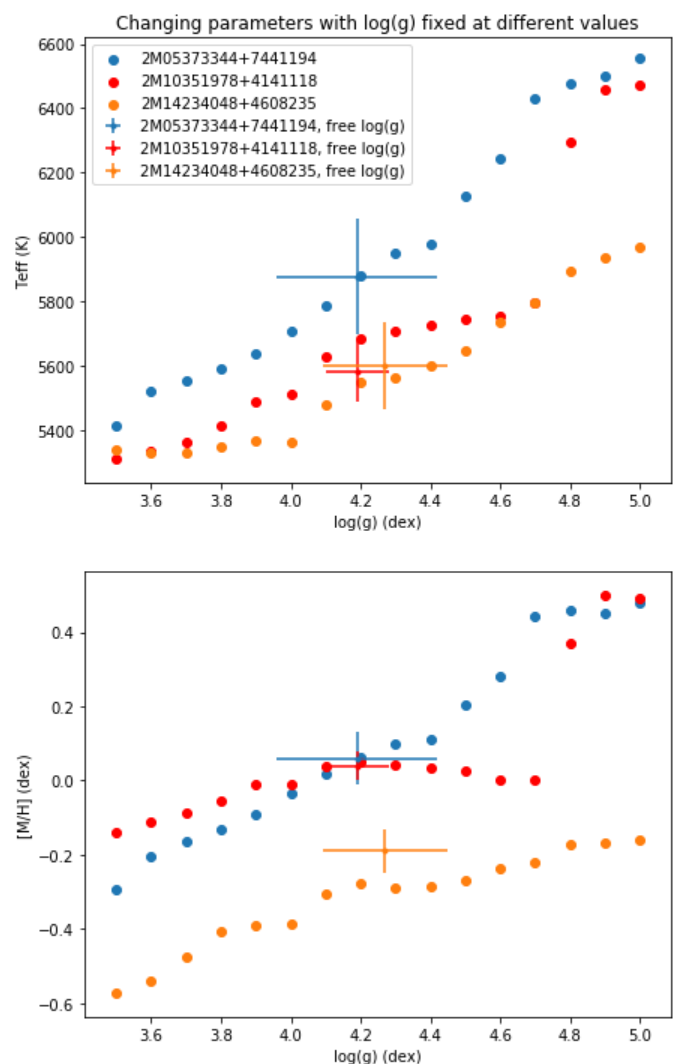 Changing parameters with log(g) fixed at different values
6600
6400
6200
6000
5800
5600
5400
Teff (K)
2M05373344+7441194
2M10351978+4141118
2M14234048+4608235
2M05373344+7441194, free log(g)
2M10351978+4141118, free log(g)
2M14234048+4608235, free log(g)
3.6 3.8 4.0 4.2 4.4 4.6 4.8 5.0
log(g) (dex)
0.4
0.2
0.0
−0.2
−0.4
−0.6
[M/H] (dex)
3.6 3.8 4.0 4.2 4.4 4.6 4.8 5.0
log(g) (dex)